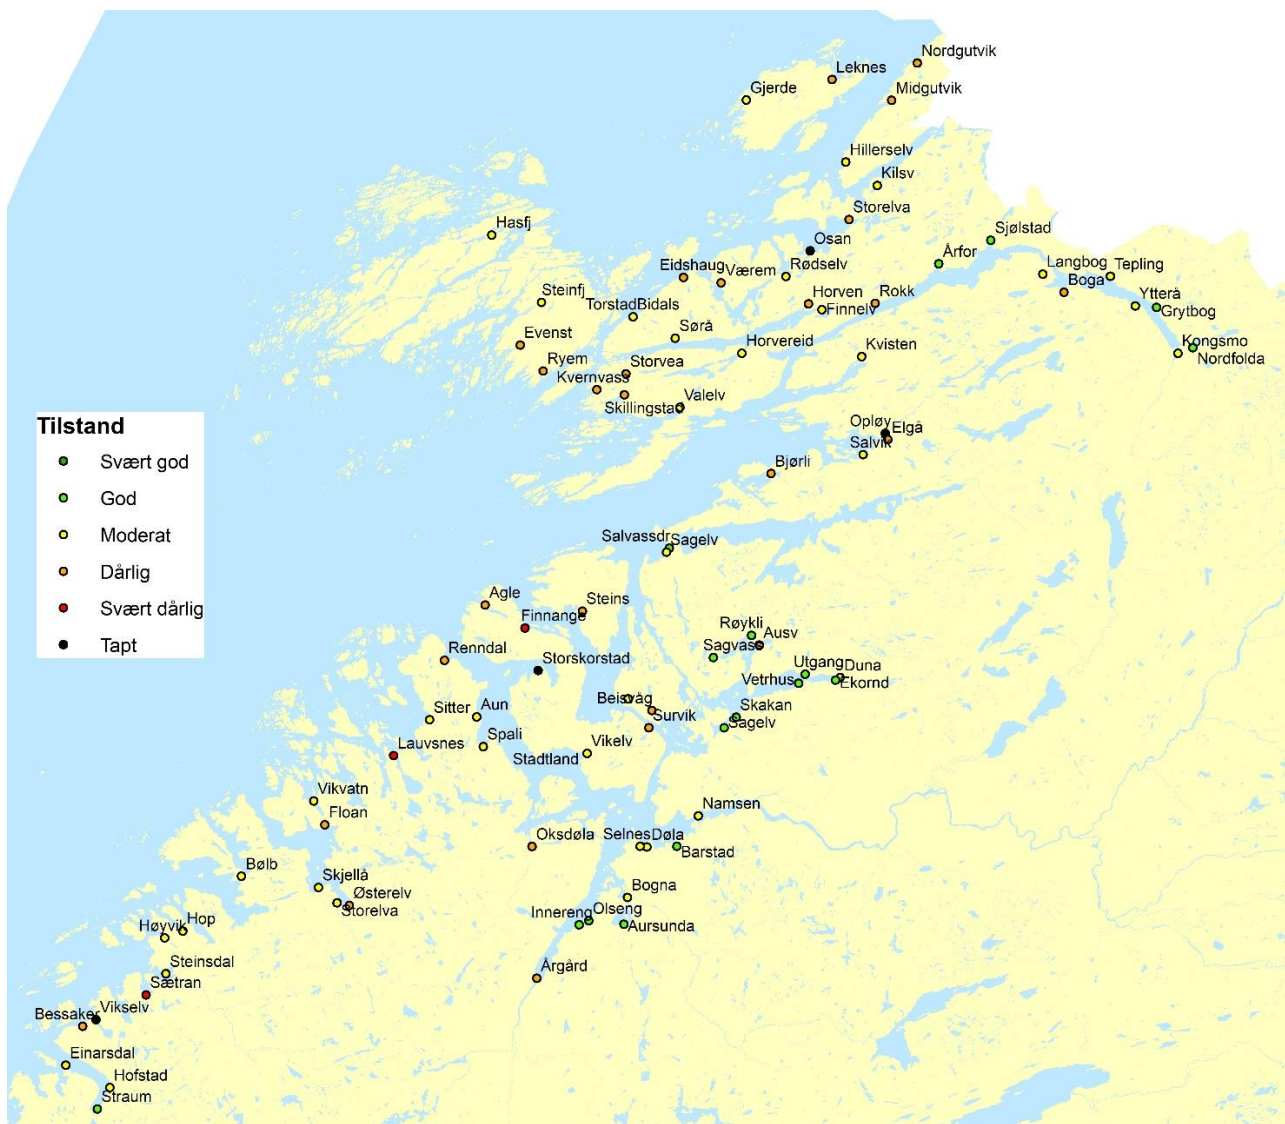 Nordgutvik
Leknes
Gjerde
Midgutvik
Hillerselv
Kilsv
Storelva
Hasfj
Sjølstad
Osan
Årfor
Eidshaug
Værem
Rødselv
Langbog
Tepling
Boga
Steinfj
Torstad
Bidals
Horven
Rokk
Finnelv
Ytterå
Grytbog
Evenst
Sørå
Horvereid
Kvisten
Kongsmo
Nordfolda
Ryem
Storvea
Kvernvass
Skillingstad
Valelv
Tilstand
Svært god
God
Moderat
Dårlig
Svært dårlig
Tapt
Opløy
Elgå
Salvik
Bjørli
Salvassdr
Sagelv
Agle
Steins
Finnange
Røykli
Ausv
Sagvass
Renndal
Storskorstad
Utgang
Duna
Vetrhus
Ekornd
Beisvåg
Skakan
Sitter
Aun
Survik
Sagelv
Lauvsnes
Spali
Stadtland
Vikelv
Vikvatn
Floan
Namsen
Oksdøla
Selnes
Døla
Barstad
Bølb
Skjellå
Østerelv
Storelva
Bogna
Innereng
Olseng
Aursunda
Høyvik
Hop
Steinsdal
Årgård
Sætran
Bessaker
Vikselv
Einarsdal
Hofstad
Straum